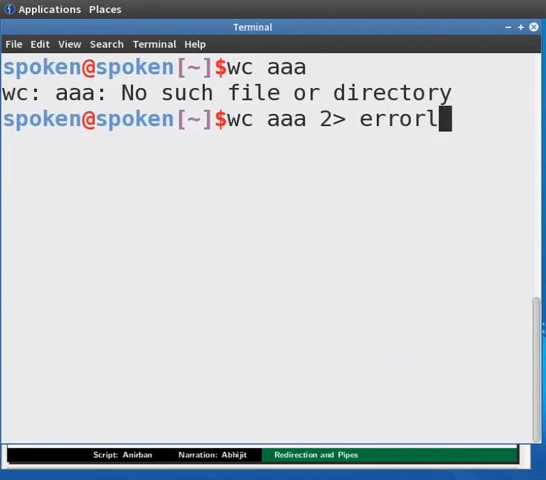 Applications Places
Terminal
File Edit View Search Terminal Help
spoken@spoken[~]$wc aaa
wc: aaa: No such file or directory
spoken@spoken[~]$wc aaa 2> errorl
Script: Anirban Narration: Abhijit Redirection and Pipes